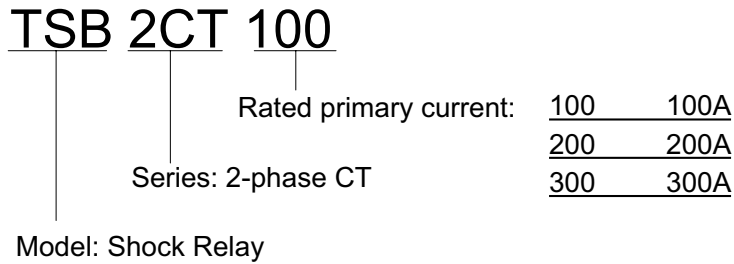 TSB 2CT 100
Rated primary current: 100 100A
200 200A
300 300A
Series: 2-phase CT
Model: Shock Relay